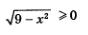 √(9 − x²) ⩾ 0